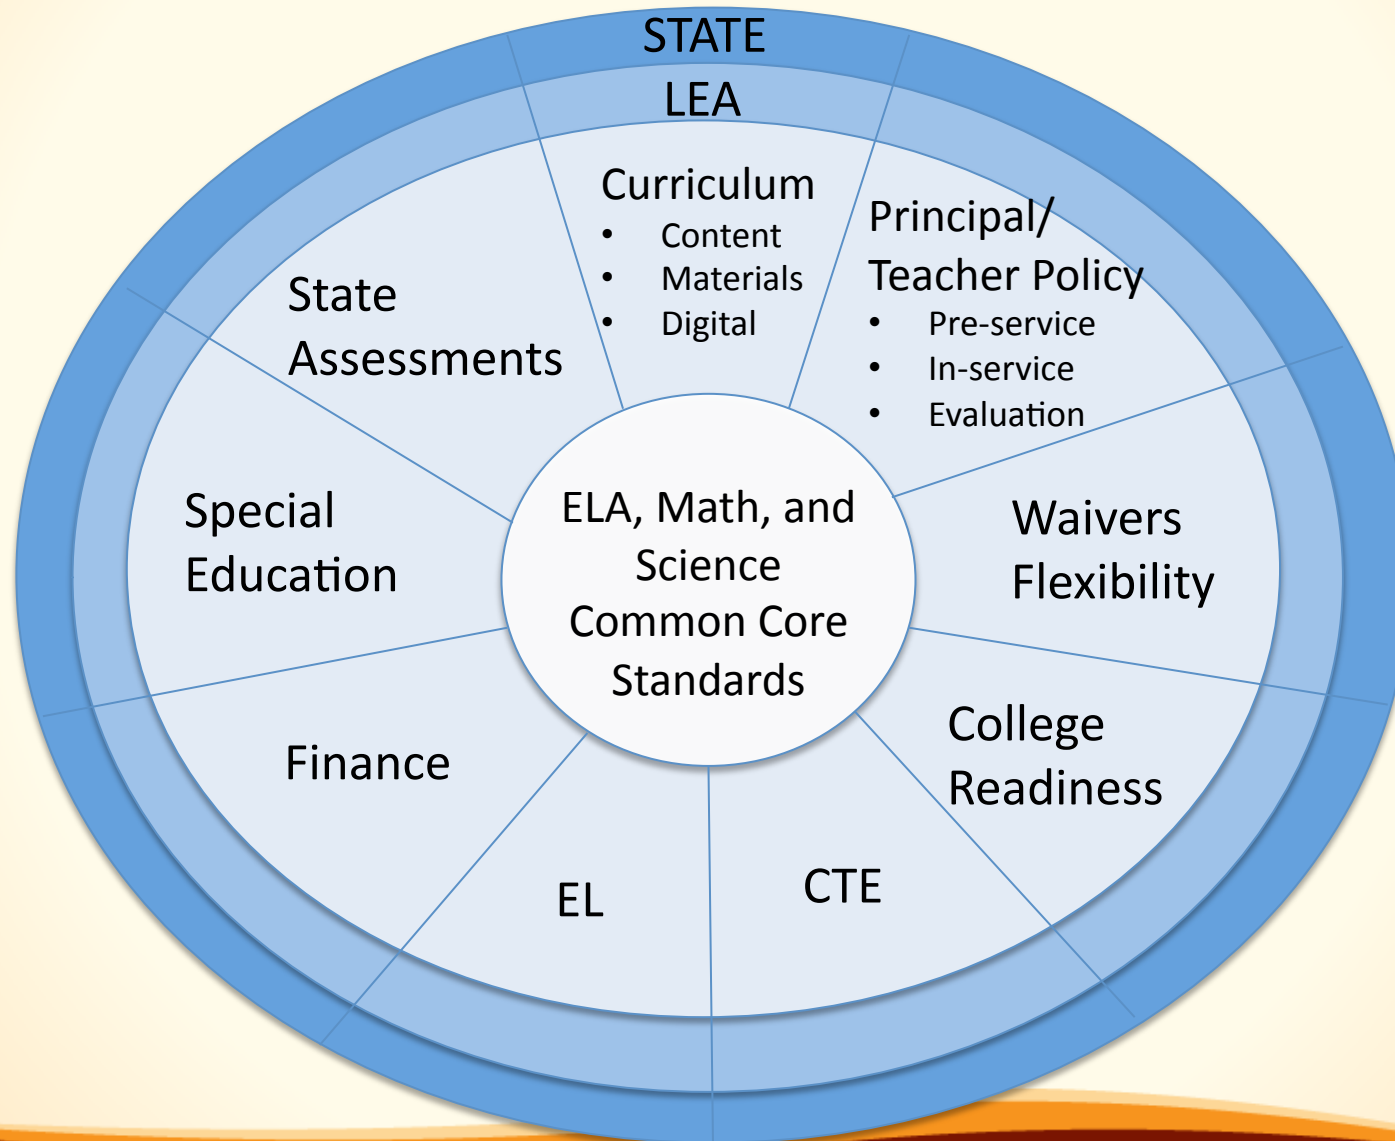 STATE
LEA
Curriculum
• Content
• Materials
• Digital
Principal/
Teacher Policy
• Pre-service
• In-service
• Evaluation
Waivers
Flexibility
College
Readiness
CTE
EL
Finance
Special
Education
State
Assessments
ELA, Math, and
Science
Common Core
Standards